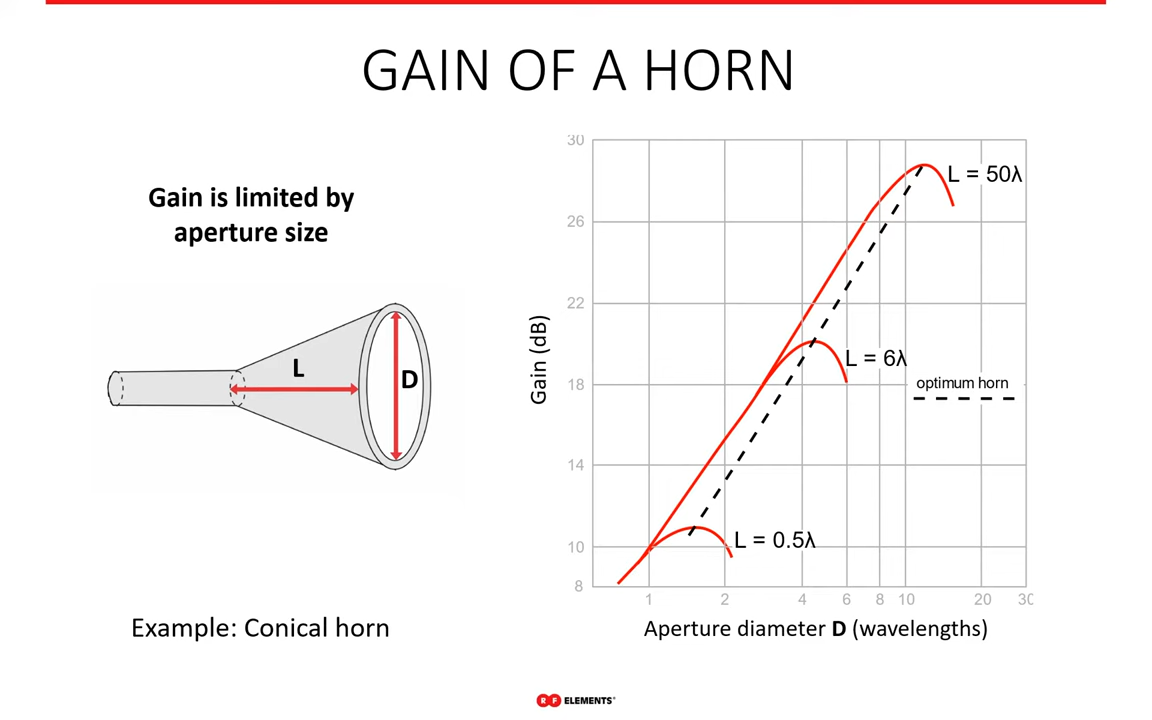 GAIN OF A HORN
Gain is limited by
aperture size
L
D
Example: Conical horn
Gain (dB)
30
26
22
18
14
10
8
L = 50λ
L = 6λ
optimum horn
L = 0.5λ
1 2 4 6 8 10 20 30
Aperture diameter D (wavelengths)
RF ELEMENTS®